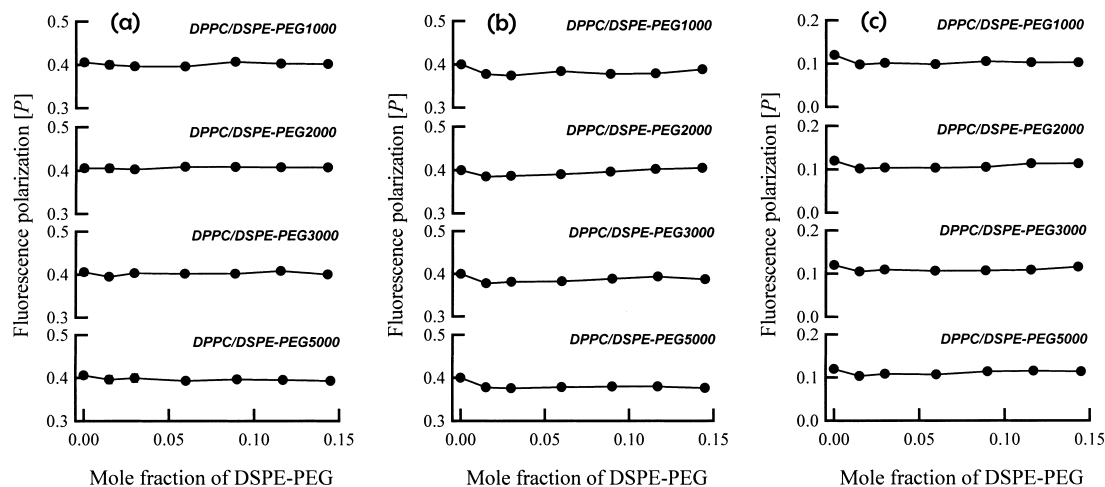 (a)
DPPC/DSPE-PEG1000
0.5
0.4
0.3
DPPC/DSPE-PEG2000
0.5
0.4
0.3
DPPC/DSPE-PEG3000
0.5
0.4
0.3
DPPC/DSPE-PEG5000
0.5
0.4
0.3
0.00 0.05 0.10 0.15
Mole fraction of DSPE-PEG
Fluorescence polarization [P]
(b)
DPPC/DSPE-PEG1000
0.5
0.4
0.3
DPPC/DSPE-PEG2000
0.5
0.4
0.3
DPPC/DSPE-PEG3000
0.5
0.4
0.3
DPPC/DSPE-PEG5000
0.5
0.4
0.3
0.00 0.05 0.10 0.15
Mole fraction of DSPE-PEG
Fluorescence polarization [P]
(c)
DPPC/DSPE-PEG1000
0.2
0.1
0.0
DPPC/DSPE-PEG2000
0.2
0.1
0.0
DPPC/DSPE-PEG3000
0.2
0.1
0.0
DPPC/DSPE-PEG5000
0.2
0.1
0.0
0.00 0.05 0.10 0.15
Mole fraction of DSPE-PEG
Fluorescence polarization [P]